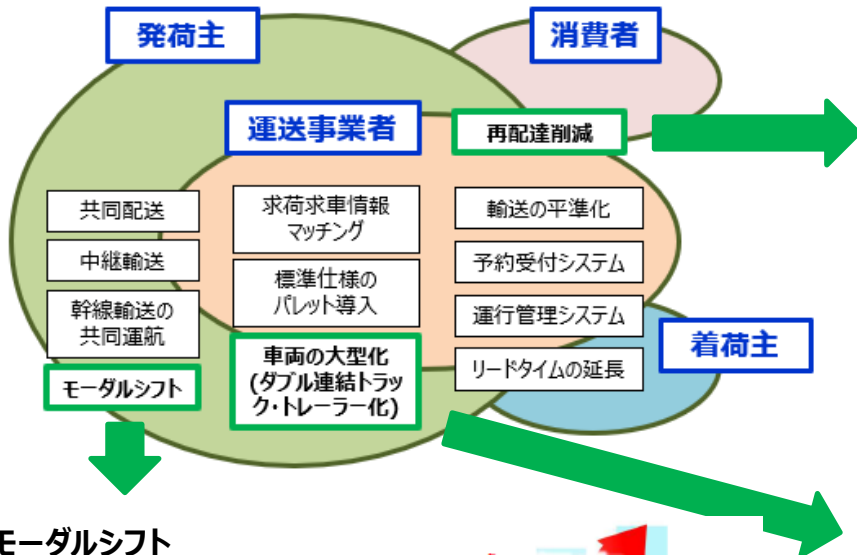 発荷主
消費者
運送事業者
再配達削減
共同配送
中継輸送
幹線輸送の
共同運航
モーダルシフト
求荷求車情報
マッチング
標準仕様の
パレット導入
車両の大型化
(ダブル連結トラッ
ク・トレーラー化)
輸送の平準化
予約受付システム
運行管理システム
リードタイムの延長
着荷主
モーダルシフト